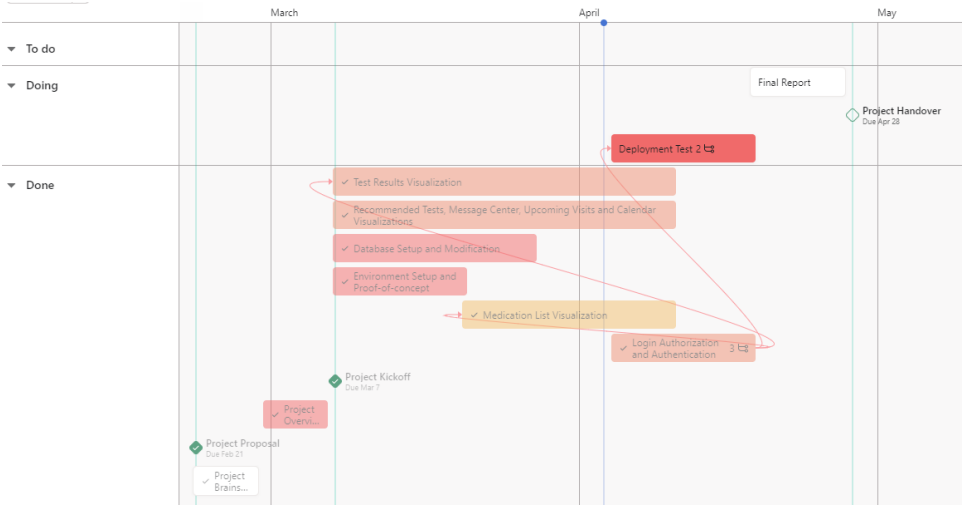 March April May
To do
Doing
Final Report
Project Handover
Due Apr 28
Deployment Test 2
Done
Test Results Visualization
Recommended Tests, Message Center, Upcoming Visits and Calendar
Visualizations
Database Setup and Modification
Environment Setup and
Proof-of-concept
Medication List Visualization
Login Authorization
and Authentication
3
Project Kickoff
Due Mar 7
Project
Overvi...
Project Proposal
Due Feb 21
Project
Brains...